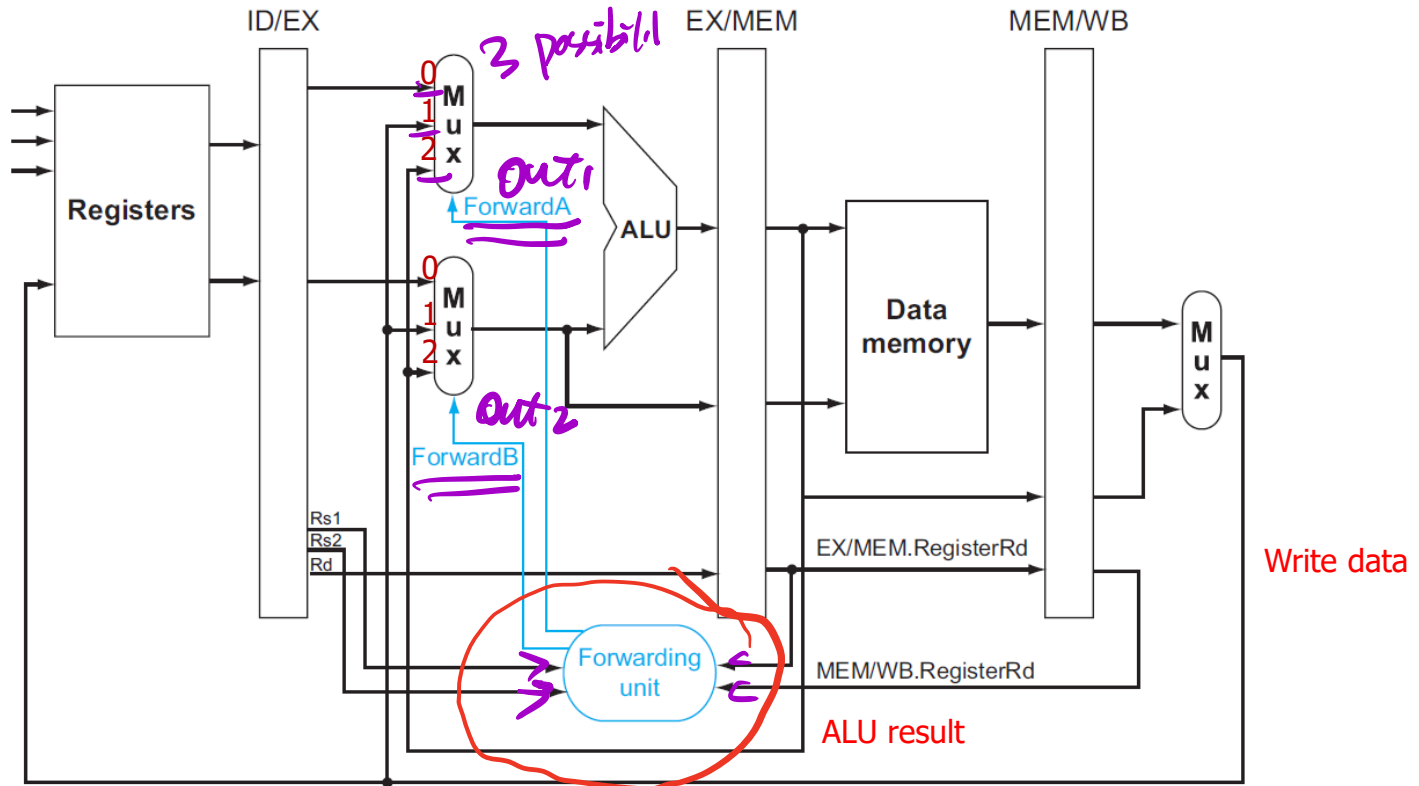 ID/EX
EX/MEM
MEM/WB
3 possibil
0
1
2
M
u
x
Out1
ForwardA
Registers
ALU
0
1
2
M
u
x
Out2
ForwardB
Data
memory
M
u
x
Rs1
Rs2
Rd
EX/MEM.RegisterRd
Write data
Forwarding
unit
MEM/WB.RegisterRd
ALU result